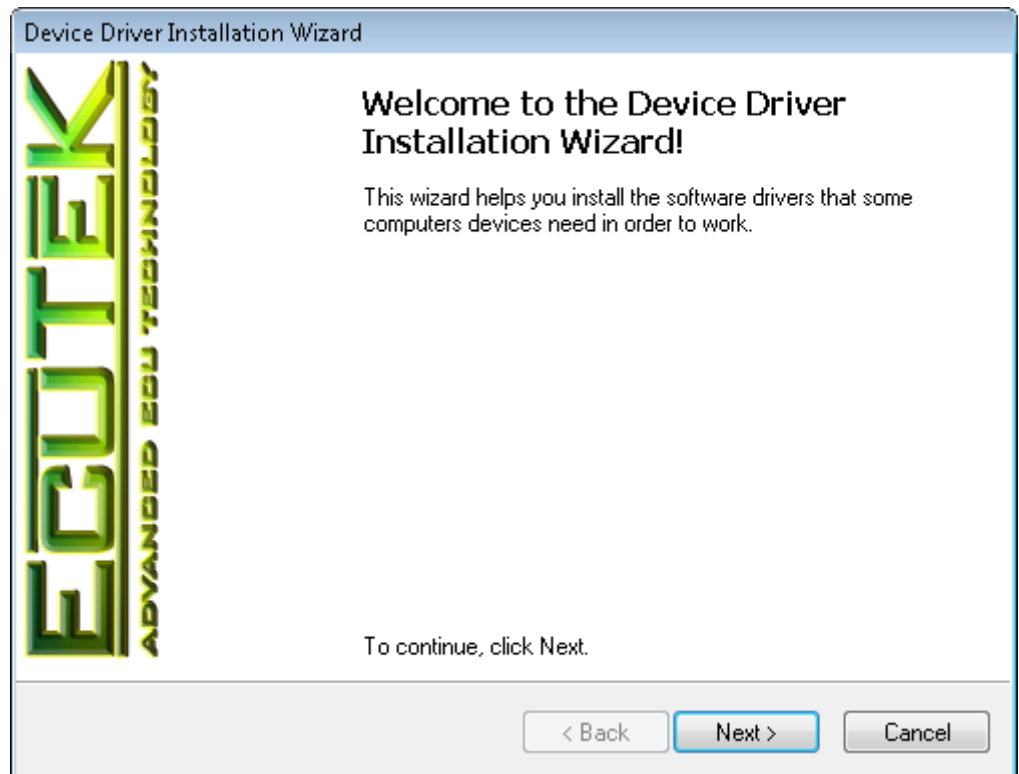 Device Driver Installation Wizard
ECUTEK
ADVANCED ECU TECHNOLOGY
Welcome to the Device Driver
Installation Wizard!
This wizard helps you install the software drivers that some
computers devices need in order to work.
To continue, click Next.
< Back
Next >
Cancel